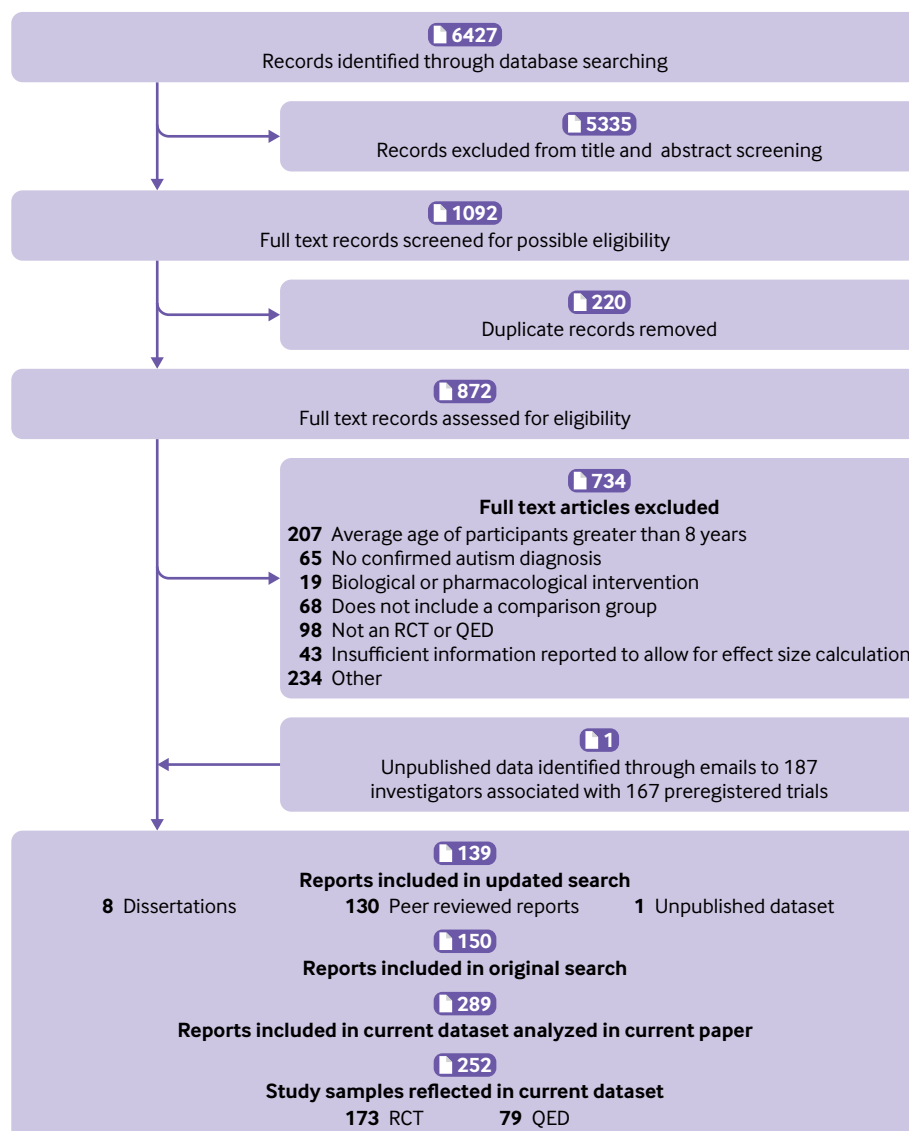 6427
Records identified through database searching
5335
Records excluded from title and abstract screening
1092
Full text records screened for possible eligibility
220
Duplicate records removed
872
Full text records assessed for eligibility
734
Full text articles excluded
207 Average age of participants greater than 8 years
65 No confirmed autism diagnosis
19 Biological or pharmacological intervention
68 Does not include a comparison group
98 Not an RCT or QED
43 Insufficient information reported to allow for effect size calculation
234 Other
1
Unpublished data identified through emails to 187
investigators associated with 167 preregistered trials
139
Reports included in updated search
8 Dissertations 130 Peer reviewed reports 1 Unpublished dataset
150
Reports included in original search
289
Reports included in current dataset analyzed in current paper
252
Study samples reflected in current dataset
173 RCT 79 QED